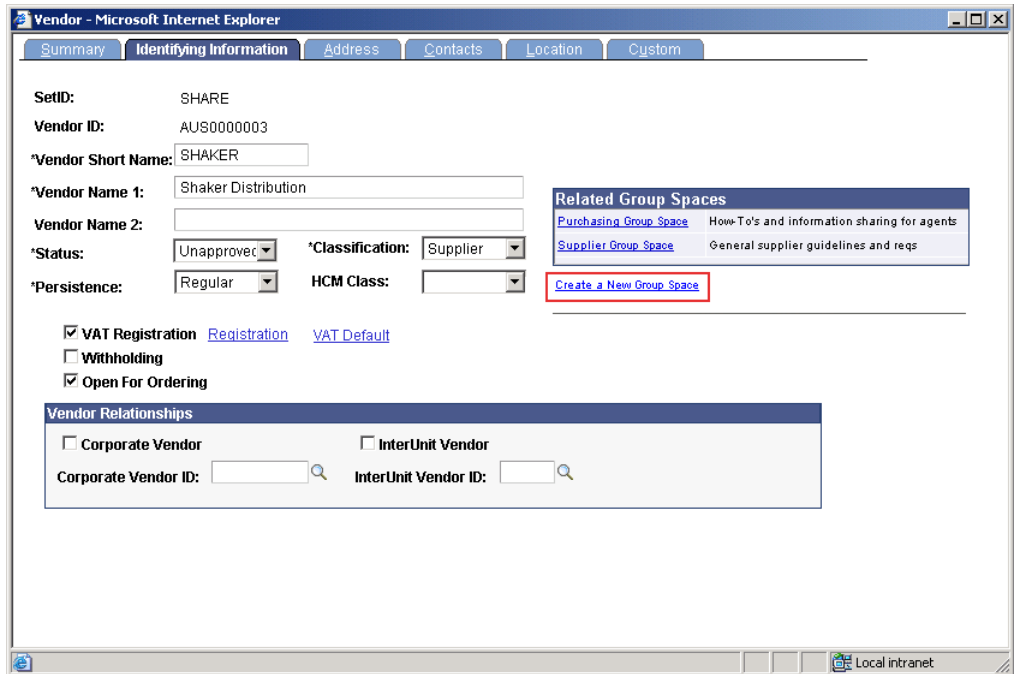 Vendor - Microsoft Internet Explorer
Summary Identifying Information Address Contacts Location Custom
SetID: SHARE
Vendor ID: AUS0000003
*Vendor Short Name: SHAKER
*Vendor Name 1: Shaker Distribution
Vendor Name 2:
*Status: Unapproved *Classification: Supplier
*Persistence: Regular HCM Class:
Related Group Spaces
Purchasing Group Space How-To's and information sharing for agents
Supplier Group Space General supplier guidelines and reqs
Create a New Group Space
VAT Registration Registration VAT Default
Withholding
Open For Ordering
Vendor Relationships
Corporate Vendor InterUnit Vendor
Corporate Vendor ID: InterUnit Vendor ID:
Local intranet